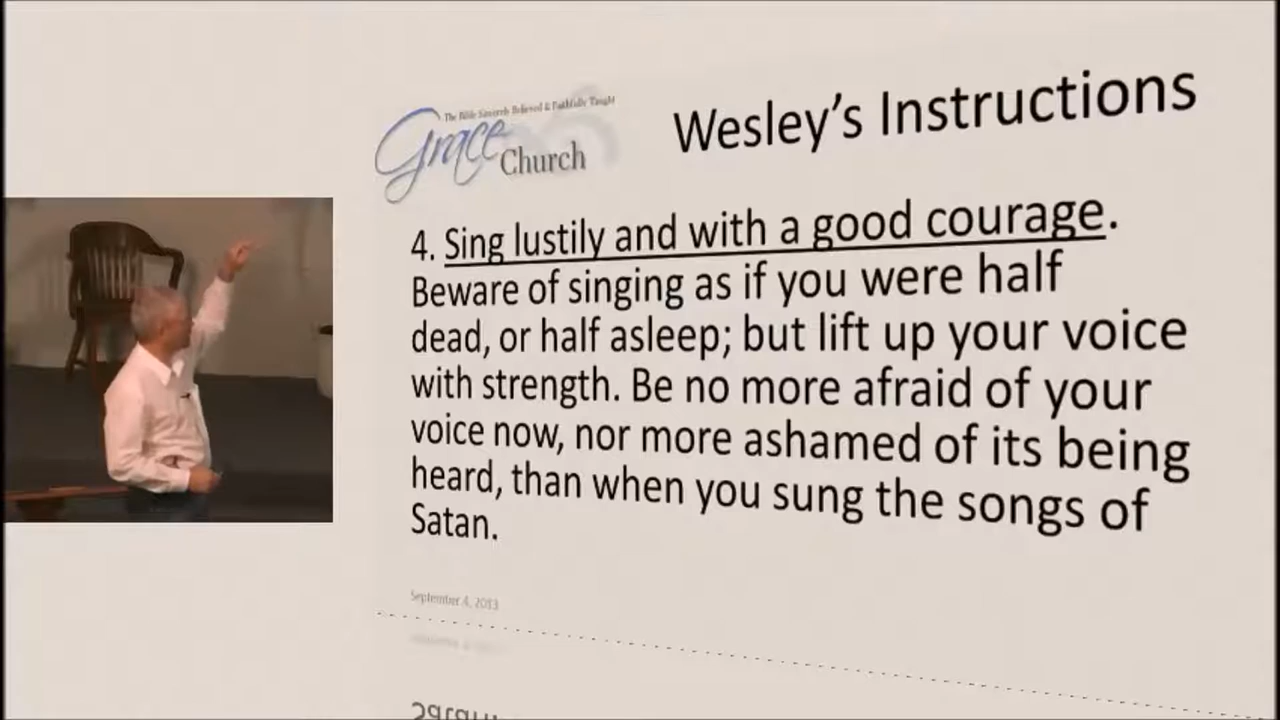 The Bible Sincerely Believed & Faithfully Taught
Grace
Church
Wesley's Instructions
4. Sing lustily and with a good courage.
Beware of singing as if you were half
dead, or half asleep; but lift up your voice
with strength. Be no more afraid of your
voice now, nor more ashamed of its being
heard, than when you sung the songs of
Satan.
September 4, 2013